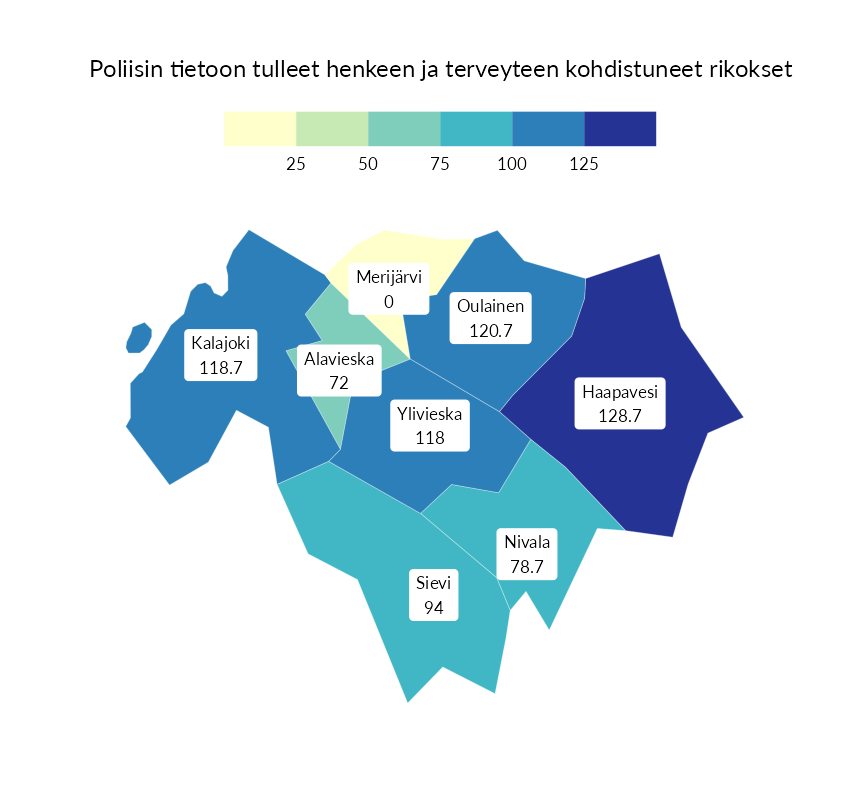 Poliisin tietoon tulleet henkeen ja terveyteen kohdistuneet rikokset
25 50 75 100 125
Merijärvi
0
Oulainen
120.7
Kalajoki
118.7
Alavieska
72
Haapavesi
128.7
Ylivieska
118
Nivala
78.7
Sievi
94